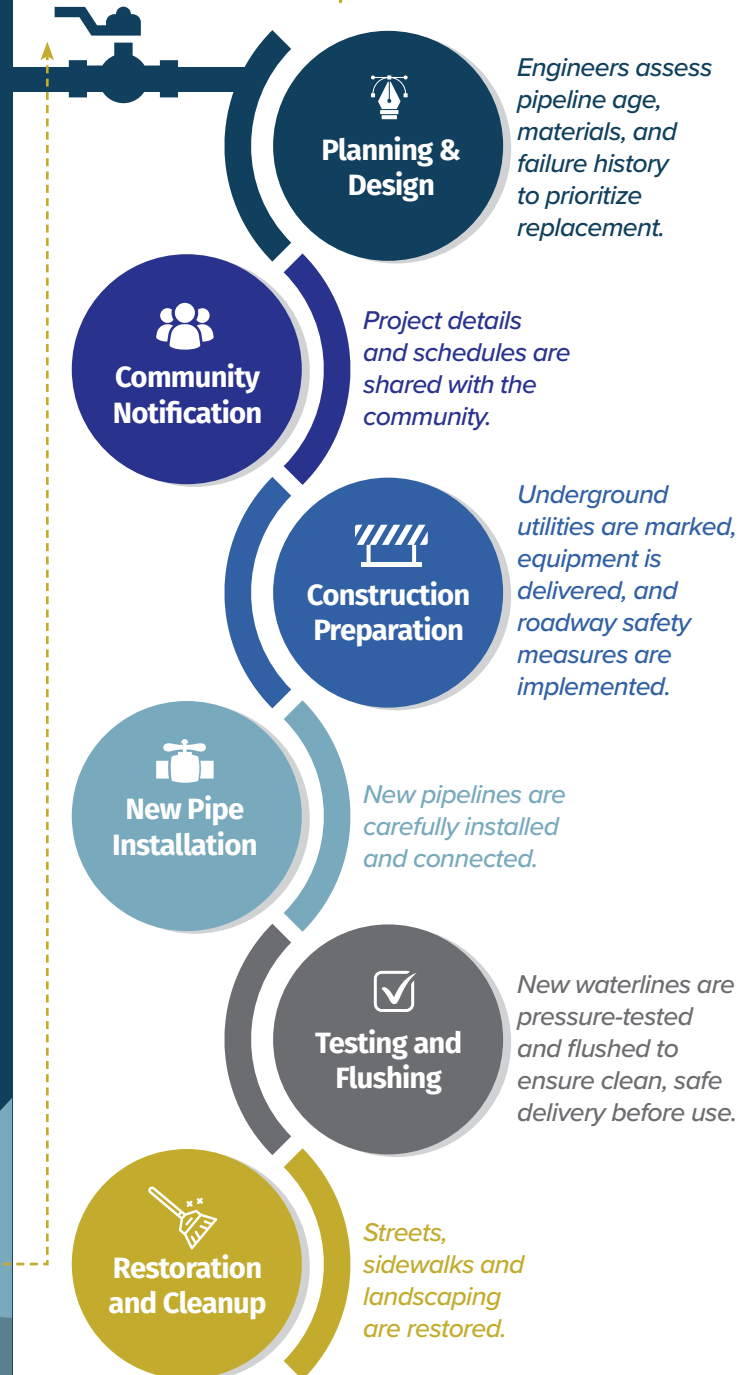 Planning &
Design
Engineers assess
pipeline age,
materials, and
failure history
to prioritize
replacement.
Community
Notification
Project details
and schedules are
shared with the
community.
Construction
Preparation
Underground
utilities are marked,
equipment is
delivered, and
roadway safety
measures are
implemented.
New Pipe
Installation
New pipelines are
carefully installed
and connected.
Testing and
Flushing
New waterlines are
pressure-tested
and flushed to
ensure clean, safe
delivery before use.
Restoration
and Cleanup
Streets,
sidewalks and
landscaping
are restored.